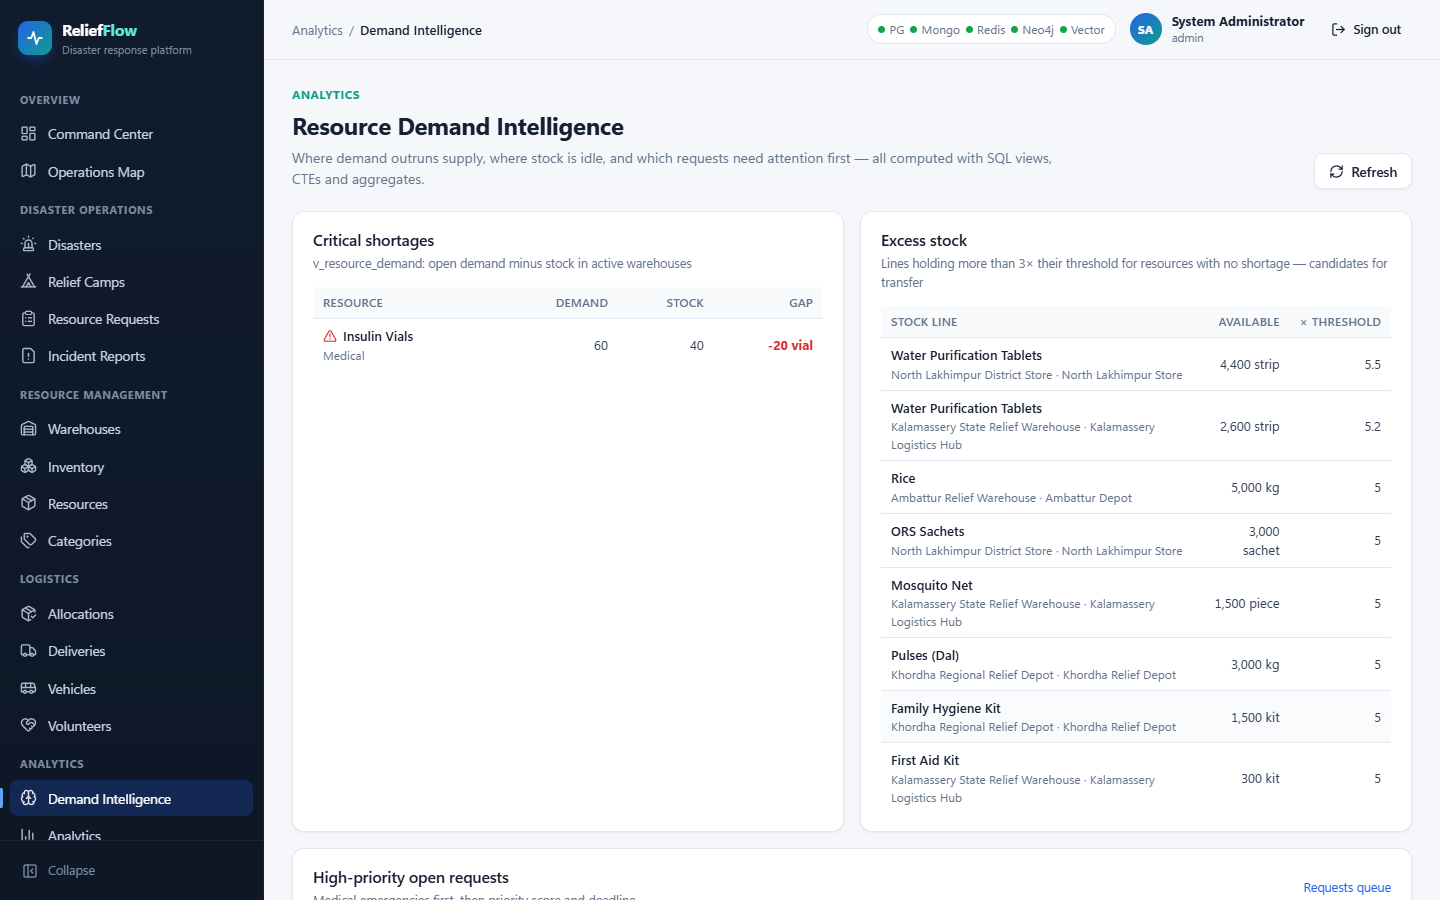 ReliefFlow
Disaster response platform
OVERVIEW
Command Center
Operations Map
DISASTER OPERATIONS
Disasters
Relief Camps
Resource Requests
Incident Reports
RESOURCE MANAGEMENT
Warehouses
Inventory
Resources
Categories
LOGISTICS
Allocations
Deliveries
Vehicles
Volunteers
ANALYTICS
Demand Intelligence
Analytics
Collapse
Analytics / Demand Intelligence
PG Mongo Redis Neo4j Vector
SA
System Administrator
admin
Sign out
ANALYTICS
Resource Demand Intelligence
Where demand outruns supply, where stock is idle, and which requests need attention first — all computed with SQL views,
CTEs and aggregates.
Refresh
Critical shortages
v_resource_demand: open demand minus stock in active warehouses
RESOURCE DEMAND STOCK GAP
Insulin Vials 60 40 -20 vial
Medical
Excess stock
Lines holding more than 3× their threshold for resources with no shortage — candidates for
transfer
STOCK LINE AVAILABLE × THRESHOLD
Water Purification Tablets 4,400 strip 5.5
North Lakhimpur District Store · North Lakhimpur Store
Water Purification Tablets 2,600 strip 5.2
Kalamassery State Relief Warehouse · Kalamassery
Logistics Hub
Rice 5,000 kg 5
Ambattur Relief Warehouse · Ambattur Depot
ORS Sachets 3,000 sachet 5
North Lakhimpur District Store · North Lakhimpur Store
Mosquito Net 1,500 piece 5
Kalamassery State Relief Warehouse · Kalamassery
Logistics Hub
Pulses (Dal) 3,000 kg 5
Khordha Regional Relief Depot · Khordha Relief Depot
Family Hygiene Kit 1,500 kit 5
Khordha Regional Relief Depot · Khordha Relief Depot
First Aid Kit 300 kit 5
Kalamassery State Relief Warehouse · Kalamassery
Logistics Hub
High-priority open requests
Medical emergencies first, then priority score and deadline
Requests queue